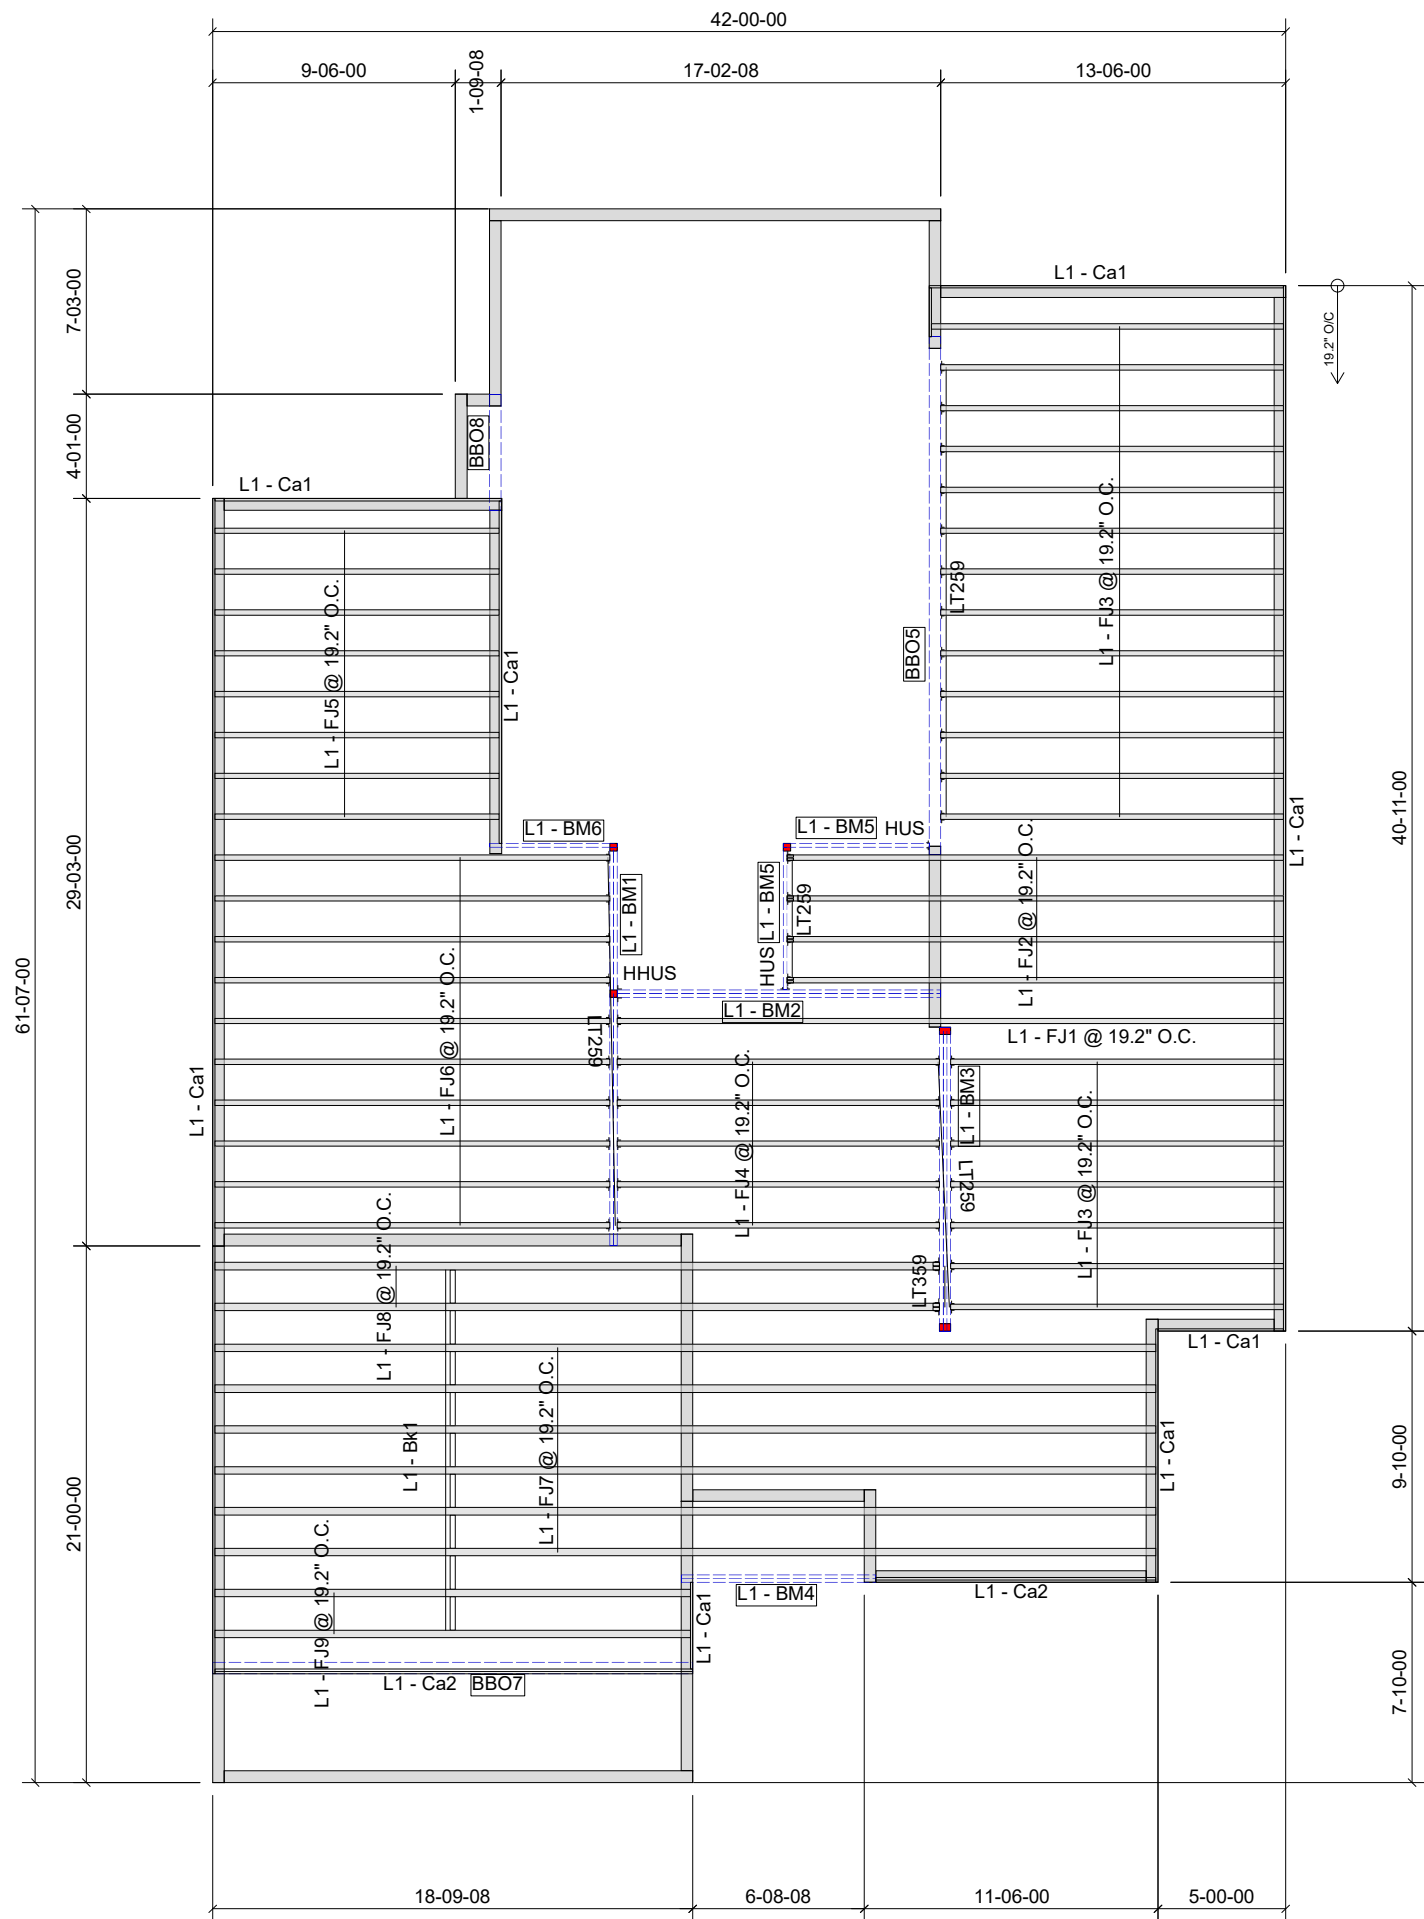 42-00-00
9-06-00
1-09-08
17-02-08
13-06-00
7-03-00
4-01-00
29-03-00
61-07-00
21-00-00
L1 - Ca1
19.2" O/C
BBO8
L1 - Ca1
L1 - FJ5 @ 19.2" O.C.
L1 - Ca1
LT259
BBO5
L1 - FJ3 @ 19.2" O.C.
L1 - Ca1
40-11-00
L1 - BM6
L1 - BM5
HUS
L1 - BM1
L1 - BM5
LT259
L1 - FJ2 @ 19.2" O.C.
HHUS
HUS
L1 - BM2
L1 - FJ6 @ 19.2" O.C.
LT259
L1 - FJ1 @ 19.2" O.C.
L1 - Ca1
L1 - FJ4 @ 19.2" O.C.
L1 - BM3
LT259
L1 - FJ3 @ 19.2" O.C.
L1 - FJ8 @ 19.2" O.C.
LT359
L1 - Ca1
L1 - Bk1
L1 - FJ7 @ 19.2" O.C.
L1 - Ca1
9-10-00
L1 - FJ9 @ 19.2" O.C.
L1 - BM4
L1 - Ca2
L1 - Ca1
L1 - Ca2
BBO7
7-10-00
18-09-08
6-08-08
11-06-00
5-00-00